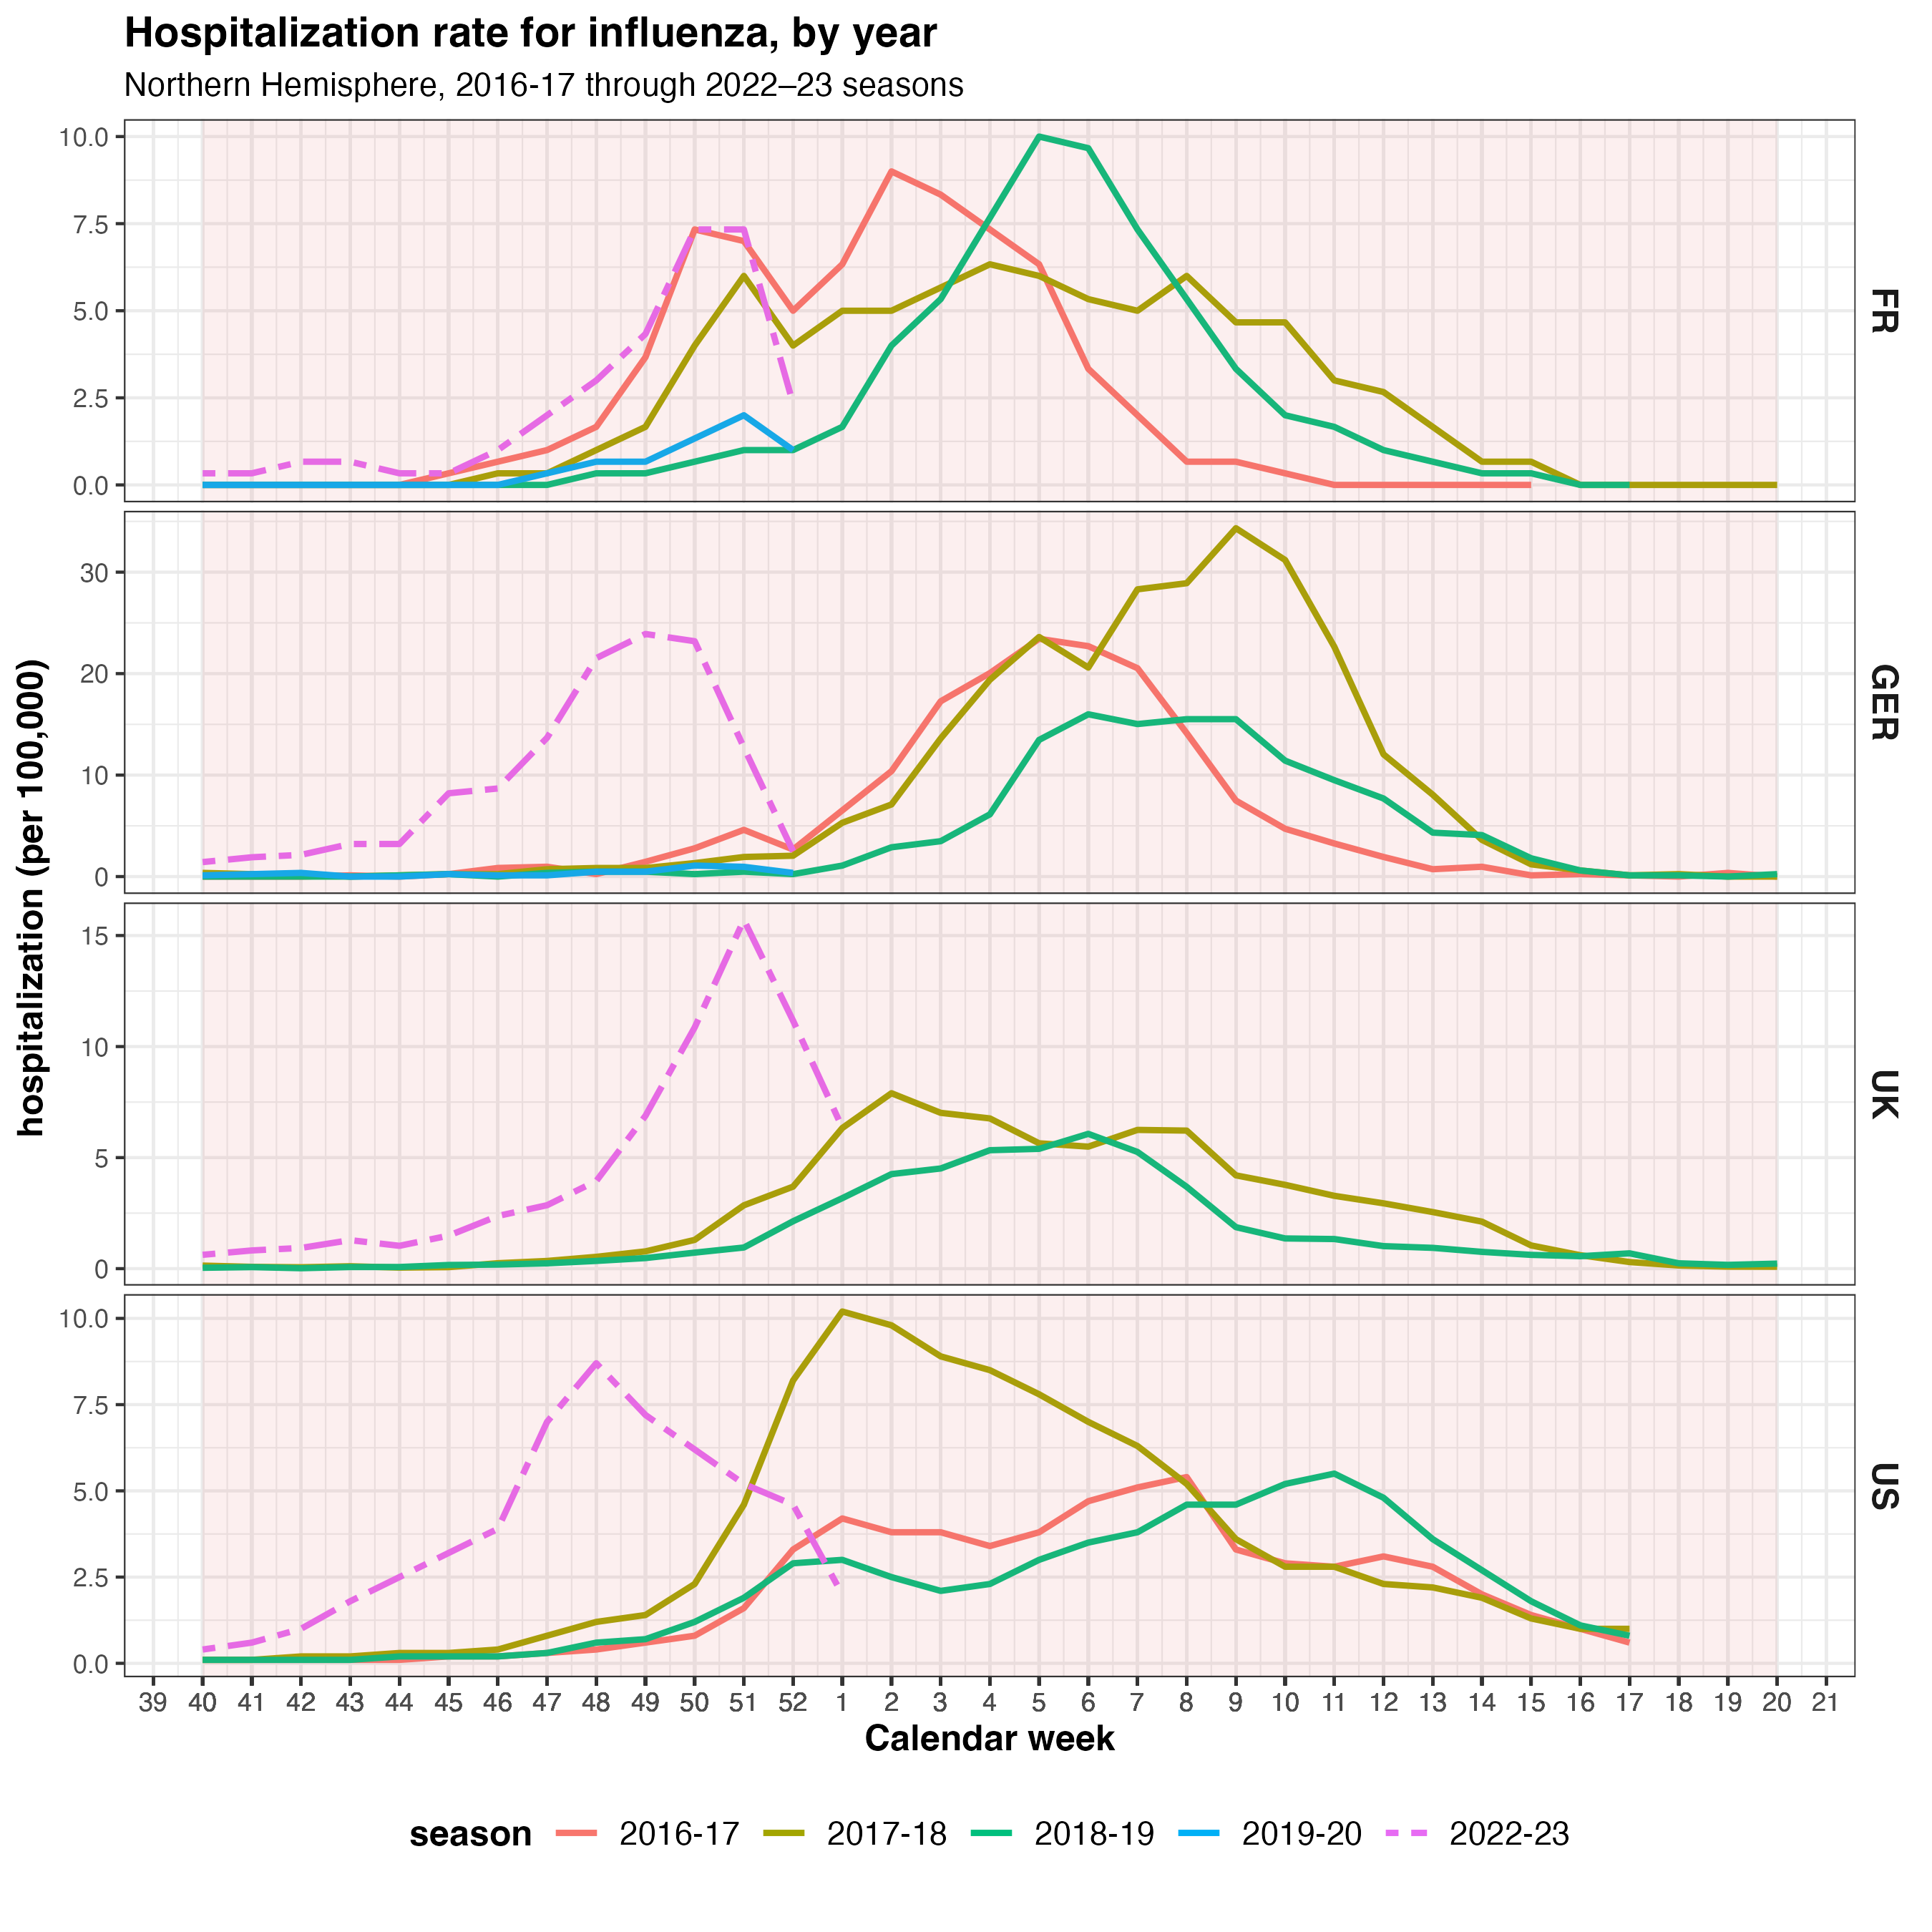 Hospitalization rate for influenza, by year
Northern Hemisphere, 2016-17 through 2022–23 seasons
hospitalization (per 100,000)
10.0
7.5
5.0
2.5
0.0
FR
30
20
10
0
GER
15
10
5
0
UK
10.0
7.5
5.0
2.5
0.0
US
39 40 41 42 43 44 45 46 47 48 49 50 51 52 1 2 3 4 5 6 7 8 9 10 11 12 13 14 15 16 17 18 19 20 21
Calendar week
season 2016-17 2017-18 2018-19 2019-20 2022-23